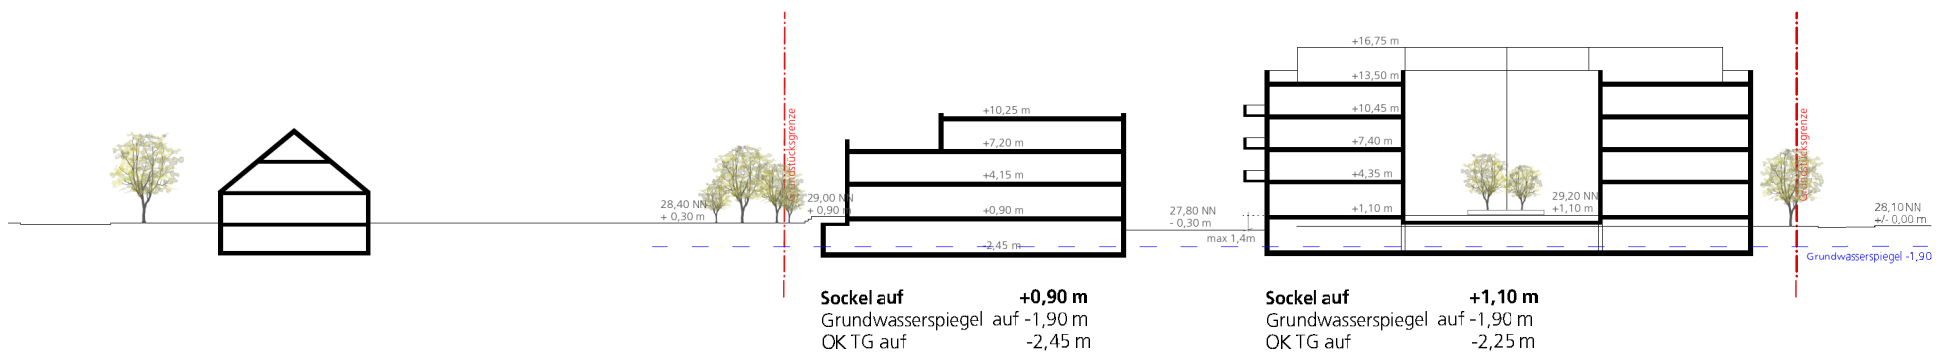 +16,75 m
+13,50 m
+10,45 m
+7,40 m
+4,35 m
+1,10 m
Grundstücksgrenze
+10,25 m
+7,20 m
+4,15 m
+0,90 m
-2,45 m
28,40 NN
+ 0,30 m
29,00 NN
+ 0,90 m
27,80 NN
- 0,30 m
max 1,4m
29,20 NN
+1,10 m
Grundstücksgrenze
28,10 NN
+/- 0,00 m
Grundwasserspiegel -1,90
Sockel auf +0,90 m
Grundwasserspiegel auf -1,90 m
OK TG auf -2,45 m
Sockel auf +1,10 m
Grundwasserspiegel auf -1,90 m
OK TG auf -2,25 m